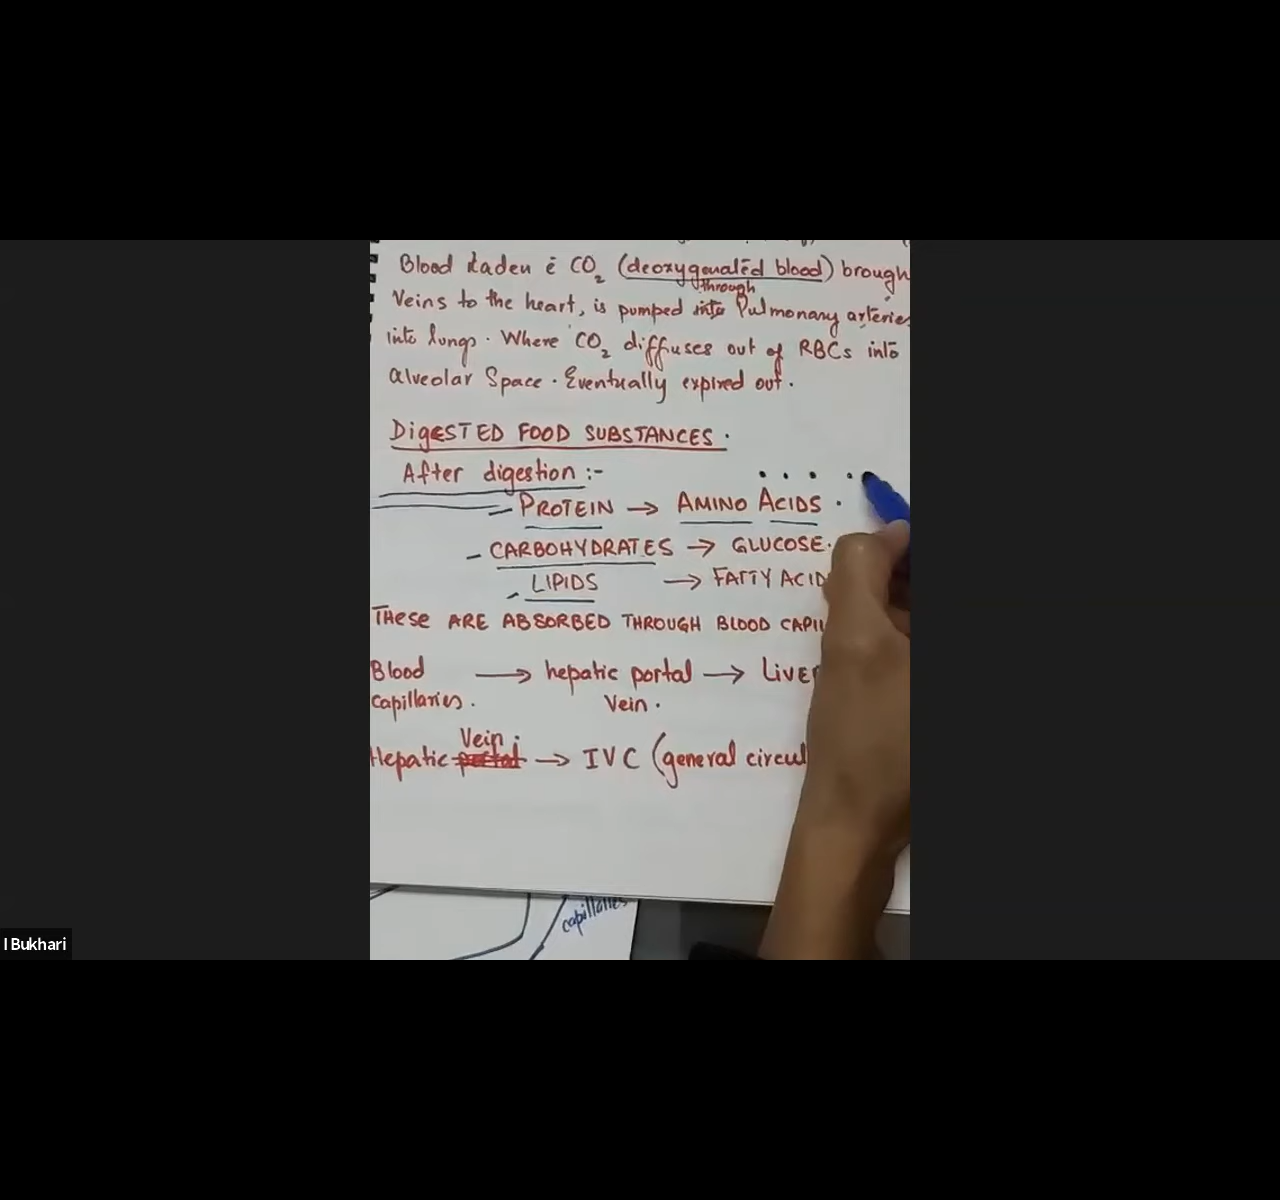 Blood laden c̄ CO2 (deoxygenated blood) brough
through
Veins to the heart, is pumped into Pulmonary arteries
into lungs. Where CO2 diffuses out of RBCs into
alveolar Space. Eventually expired out.
DigESTED FOOD SUBSTANCES.
After digestion :-
PROTEIN → AMINO ACIDS.
CARBOHYDRATES → GLUCOSE.
LIPIDS → FATTY ACID
THese ARE ABSORBED THROUGH BLOOD CAPIL
Blood → hepatic portal → Liver
capillaries. Vein.
Vein.
Hepatic portal → IVC (general circul
capillaries
I Bukhari